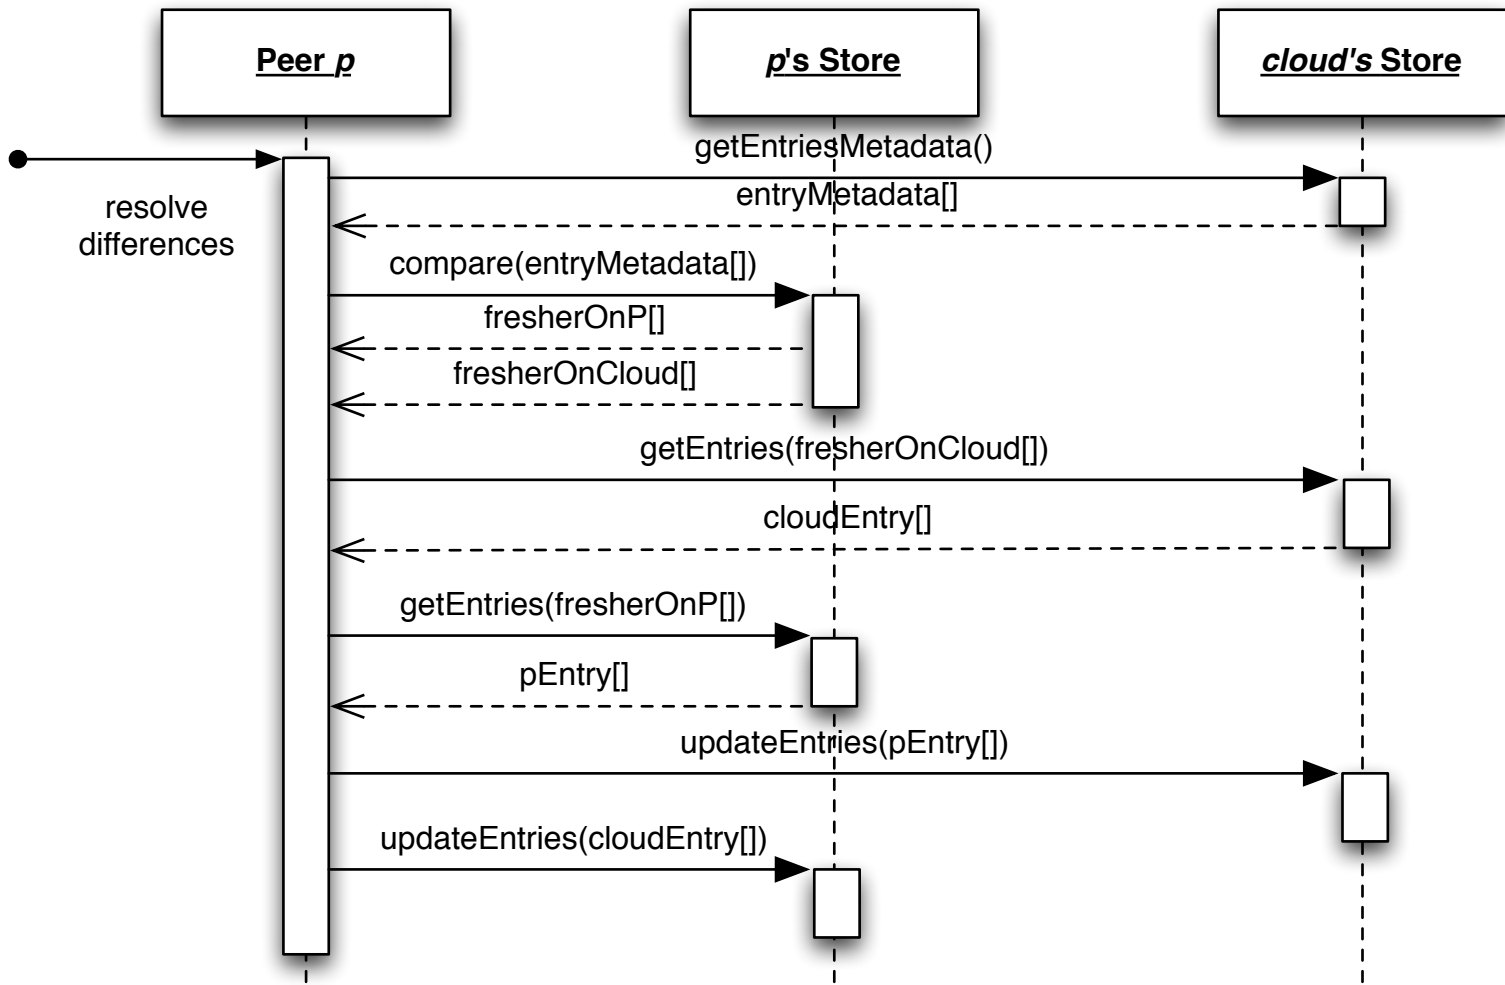 Peer p
p's Store
cloud's Store
getEntriesMetadata()
entryMetadata[]
resolve
differences
compare(entryMetadata[])
fresherOnP[]
fresherOnCloud[]
getEntries(fresherOnCloud[])
cloudEntry[]
getEntries(fresherOnP[])
pEntry[]
updateEntries(pEntry[])
updateEntries(cloudEntry[])